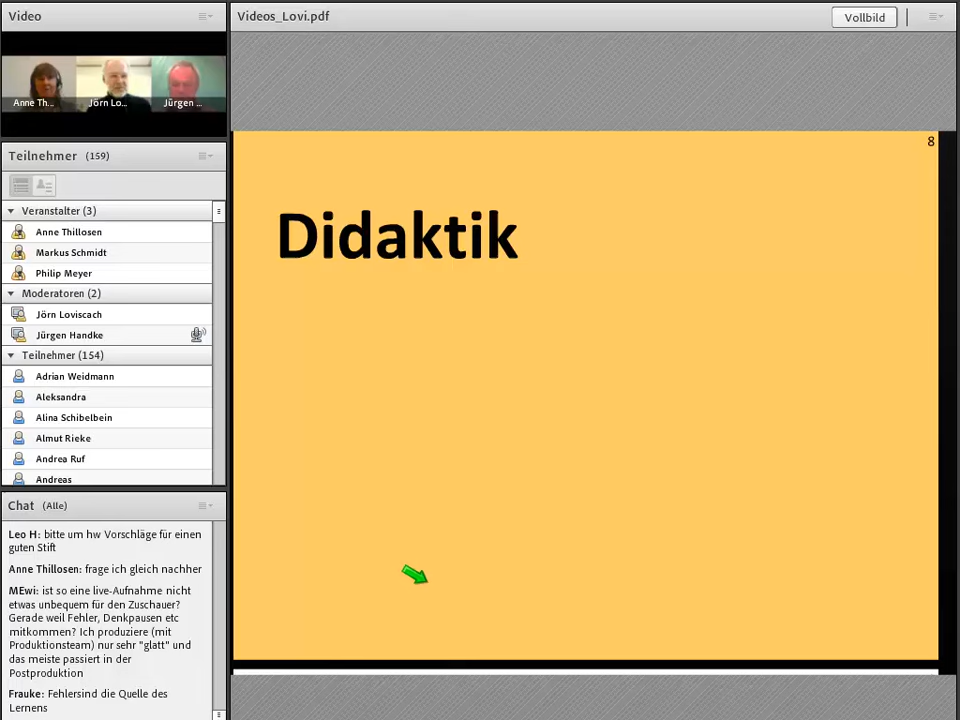 Video
Anne Th...
Jörn Lo...
Jürgen ...
Teilnehmer (159)
Veranstalter (3)
Anne Thillosen
Markus Schmidt
Philip Meyer
Moderatoren (2)
Jörn Loviscach
Jürgen Handke
Teilnehmer (154)
Adrian Weidmann
Aleksandra
Alina Schibelbein
Almut Rieke
Andrea Ruf
Andreas
Chat (Alle)
Leo H: bitte um hw Vorschläge für einen
guten Stift
Anne Thillosen: frage ich gleich nachher
MEwi: ist so eine live-Aufnahme nicht
etwas unbequem für den Zuschauer?
Gerade weil Fehler, Denkpausen etc
mitkommen? Ich produziere (mit
Produktionsteam) nur sehr "glatt" und
das meiste passiert in der
Postproduktion
Frauke: Fehlersind die Quelle des
Lernens
Videos_Lovi.pdf
Vollbild
8
Didaktik